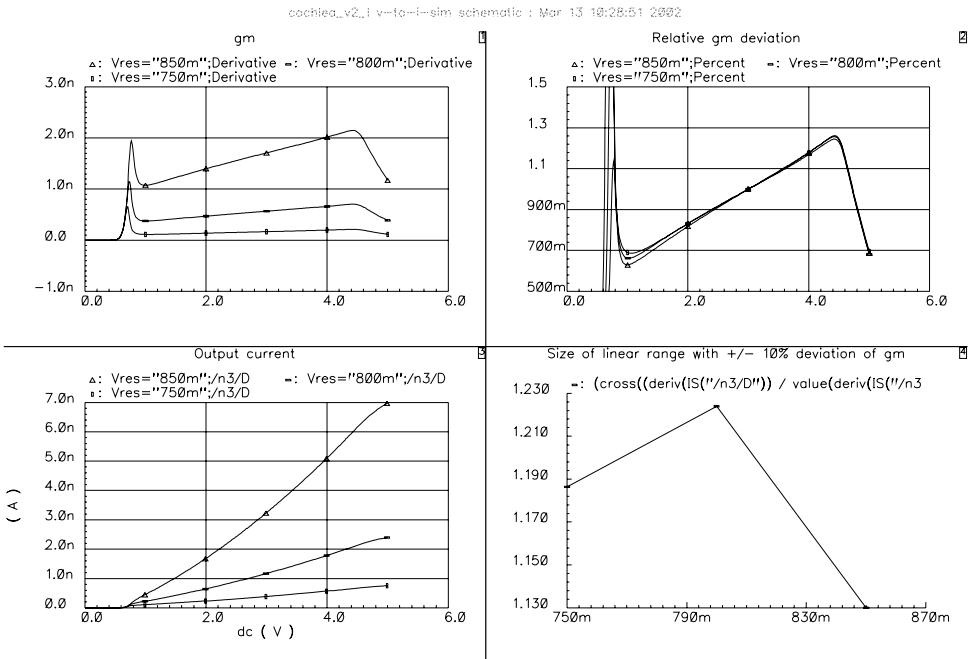 cochlea_v2_i v-to-i-sim schematic : Mar 13 10:28:51 2002
gm
1
Vres="850m";Derivative
Vres="800m";Derivative
Vres="750m";Derivative
3.0n
2.0n
1.0n
0.0
-1.0n
0.0 2.0 4.0 6.0
Relative gm deviation
2
Vres="850m";Percent
Vres="800m";Percent
Vres="750m";Percent
1.5
1.3
1.1
900m
700m
500m
0.0 2.0 4.0 6.0
Output current
3
Vres="850m";/n3/D
Vres="800m";/n3/D
Vres="750m";/n3/D
7.0n
6.0n
5.0n
4.0n
3.0n
2.0n
1.0n
0.0
( A )
0.0 2.0 4.0 6.0
dc ( V )
Size of linear range with +/- 10% deviation of gm
4
(cross((deriv(IS("/n3/D")) / value(deriv(IS("/n3
1.230
1.210
1.190
1.170
1.150
1.130
750m 790m 830m 870m